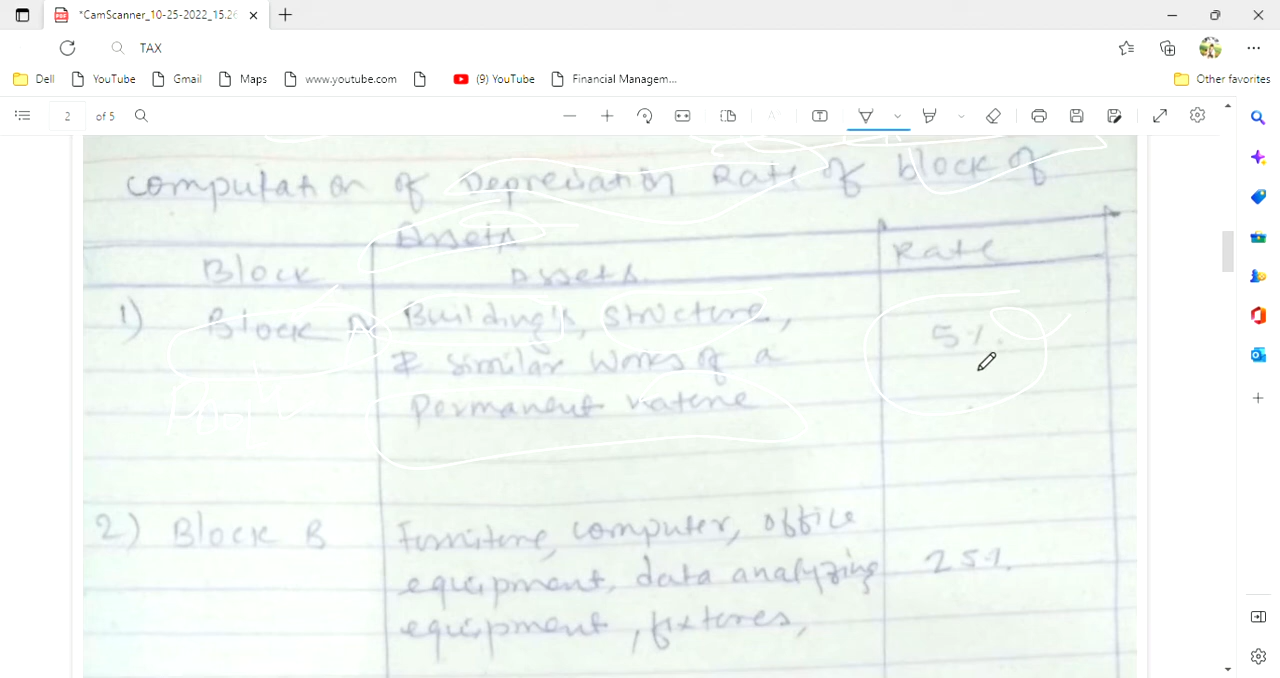 *CamScanner_10-25-2022_15.26
TAX
Dell YouTube Gmail Maps www.youtube.com (9) YouTube Financial Managem... Other favorites
2 of 5
Computation of Depreciation Rate of block of
Assets
Block Assets Rate
1) Block A Building's, structure, 5%.
& similar works of a
permanent nature
2) Block B Furniture, computer, office
equipment, data analyzing 25%.
equipment, fixtures,